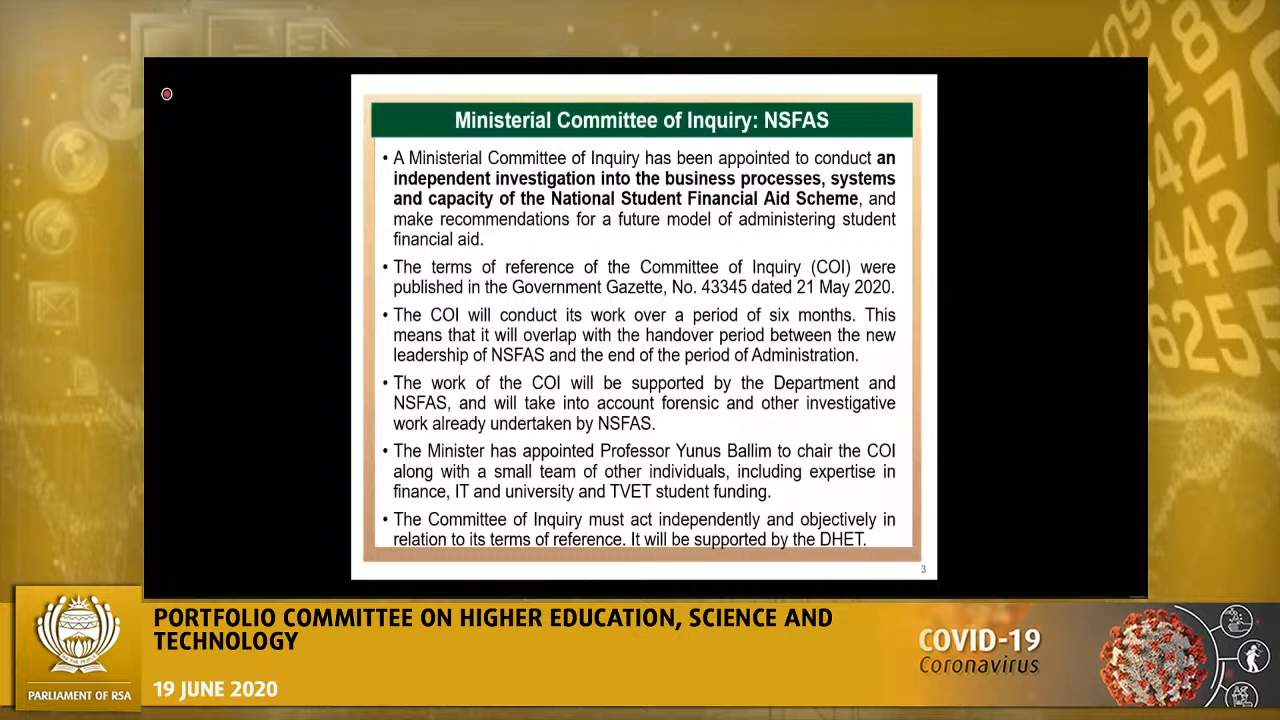 Ministerial Committee of Inquiry: NSFAS
• A Ministerial Committee of Inquiry has been appointed to conduct an
independent investigation into the business processes, systems
and capacity of the National Student Financial Aid Scheme, and
make recommendations for a future model of administering student
financial aid.
• The terms of reference of the Committee of Inquiry (COI) were
published in the Government Gazette, No. 43345 dated 21 May 2020.
• The COI will conduct its work over a period of six months. This
means that it will overlap with the handover period between the new
leadership of NSFAS and the end of the period of Administration.
• The work of the COI will be supported by the Department and
NSFAS, and will take into account forensic and other investigative
work already undertaken by NSFAS.
• The Minister has appointed Professor Yunus Ballim to chair the COI
along with a small team of other individuals, including expertise in
finance, IT and university and TVET student funding.
• The Committee of Inquiry must act independently and objectively in
relation to its terms of reference. It will be supported by the DHET.
3
PORTFOLIO COMMITTEE ON HIGHER EDUCATION, SCIENCE AND
TECHNOLOGY
19 JUNE 2020
PARLIAMENT OF RSA
COVID-19
Coronavirus